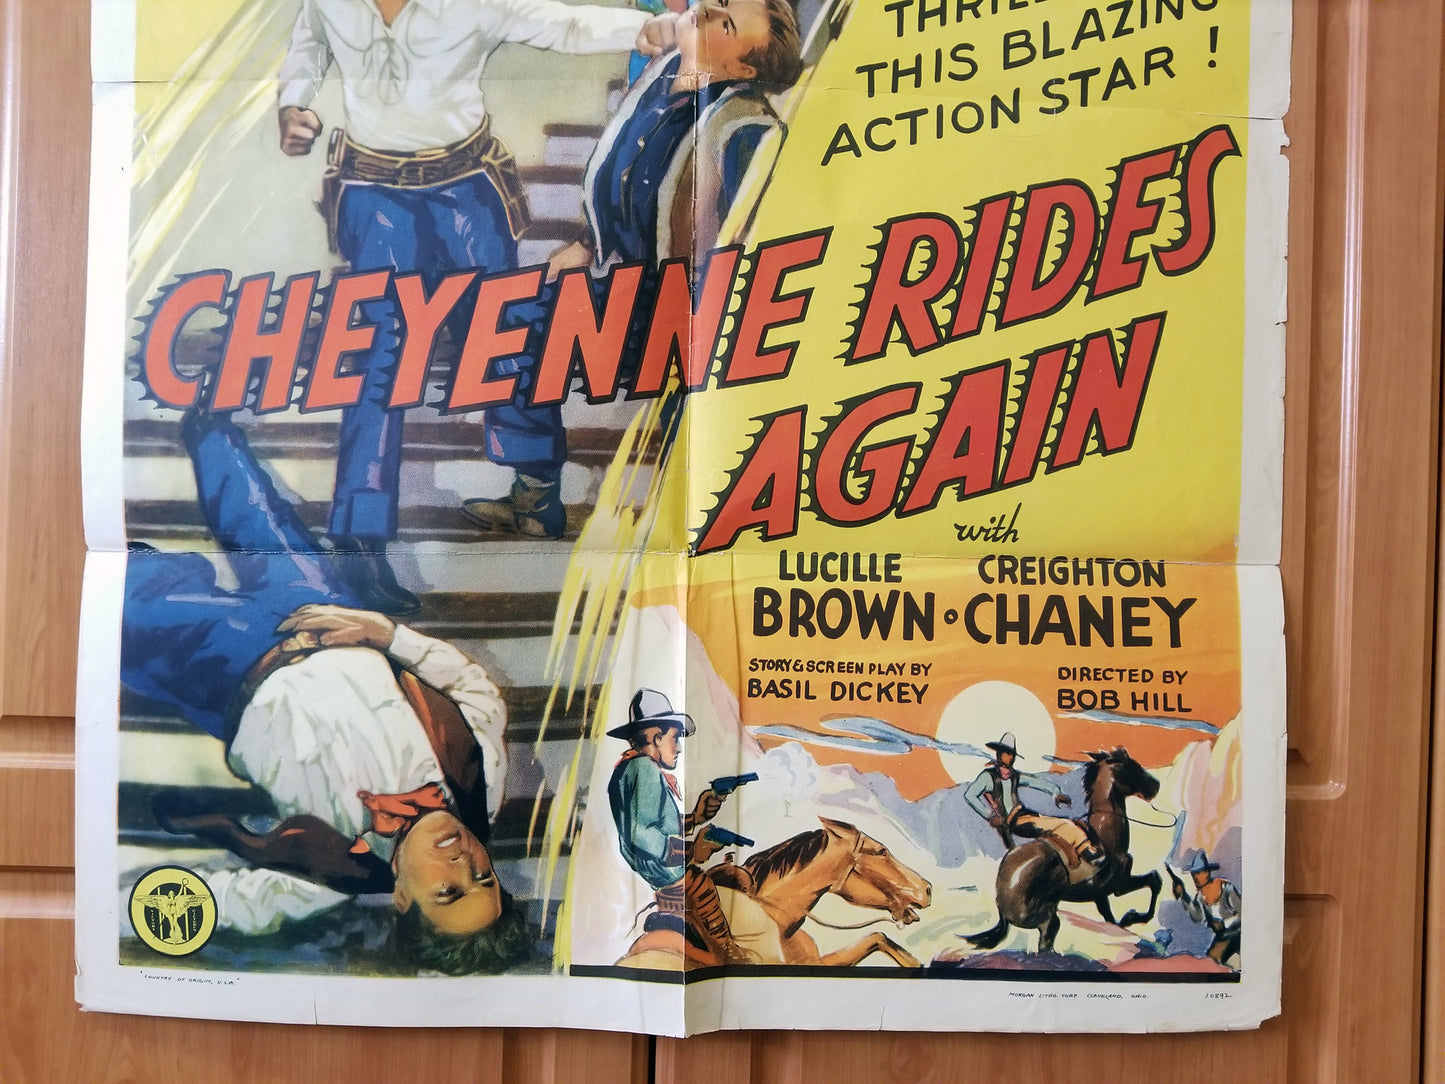 THIS BLAZING
ACTION STAR !
CHEYENNE RIDES
AGAIN
with
LUCILLE
BROWN •
CREIGHTON
CHANEY
STORY & SCREEN PLAY BY
BASIL DICKEY
DIRECTED BY
BOB HILL
"COUNTRY OF ORIGIN, U.S.A."
MORGAN LITHO. CORP. CLEVELAND, OHIO.
10892